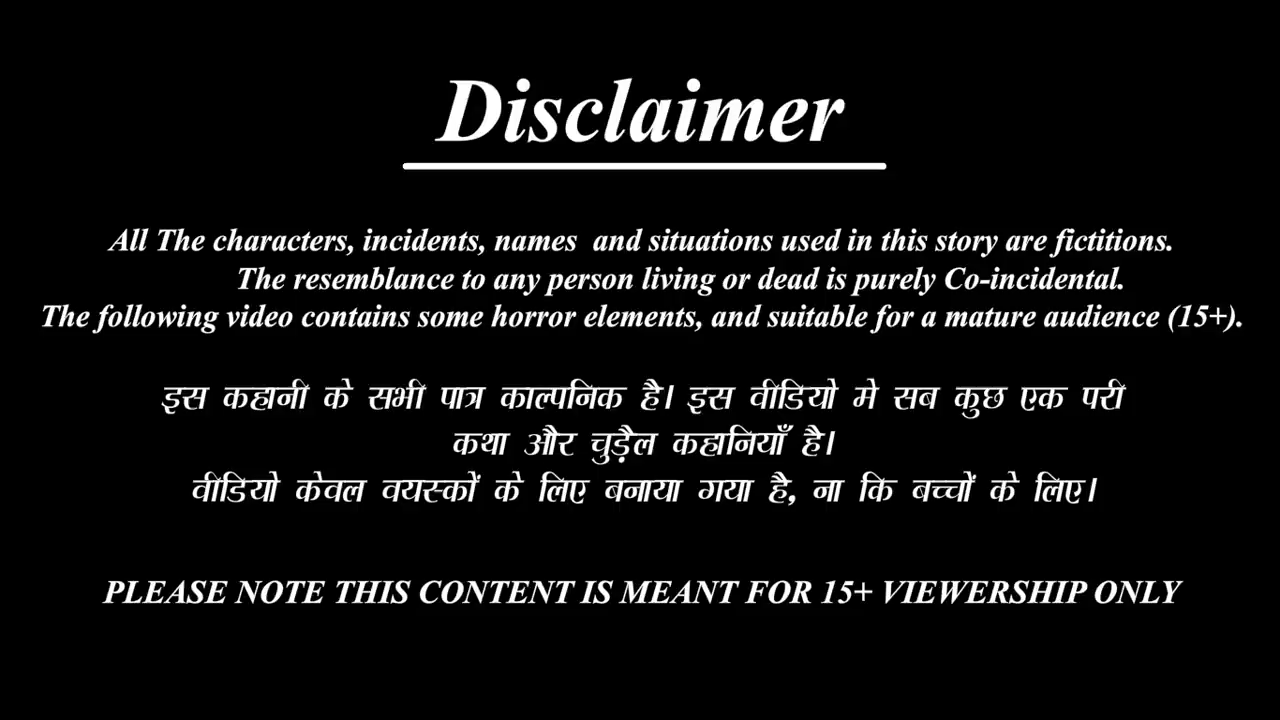 Disclaimer
All The characters, incidents, names and situations used in this story are fictitions.
The resemblance to any person living or dead is purely Co-incidental.
The following video contains some horror elements, and suitable for a mature audience (15+).
इस कहानी के सभी पात्र काल्पनिक है। इस वीडियो मे सब कुछ एक परी
कथा और चुड़ैल कहानियाँ है।
वीडियो केवल वयस्कों के लिए बनाया गया है, ना कि बच्चों के लिए।
PLEASE NOTE THIS CONTENT IS MEANT FOR 15+ VIEWERSHIP ONLY